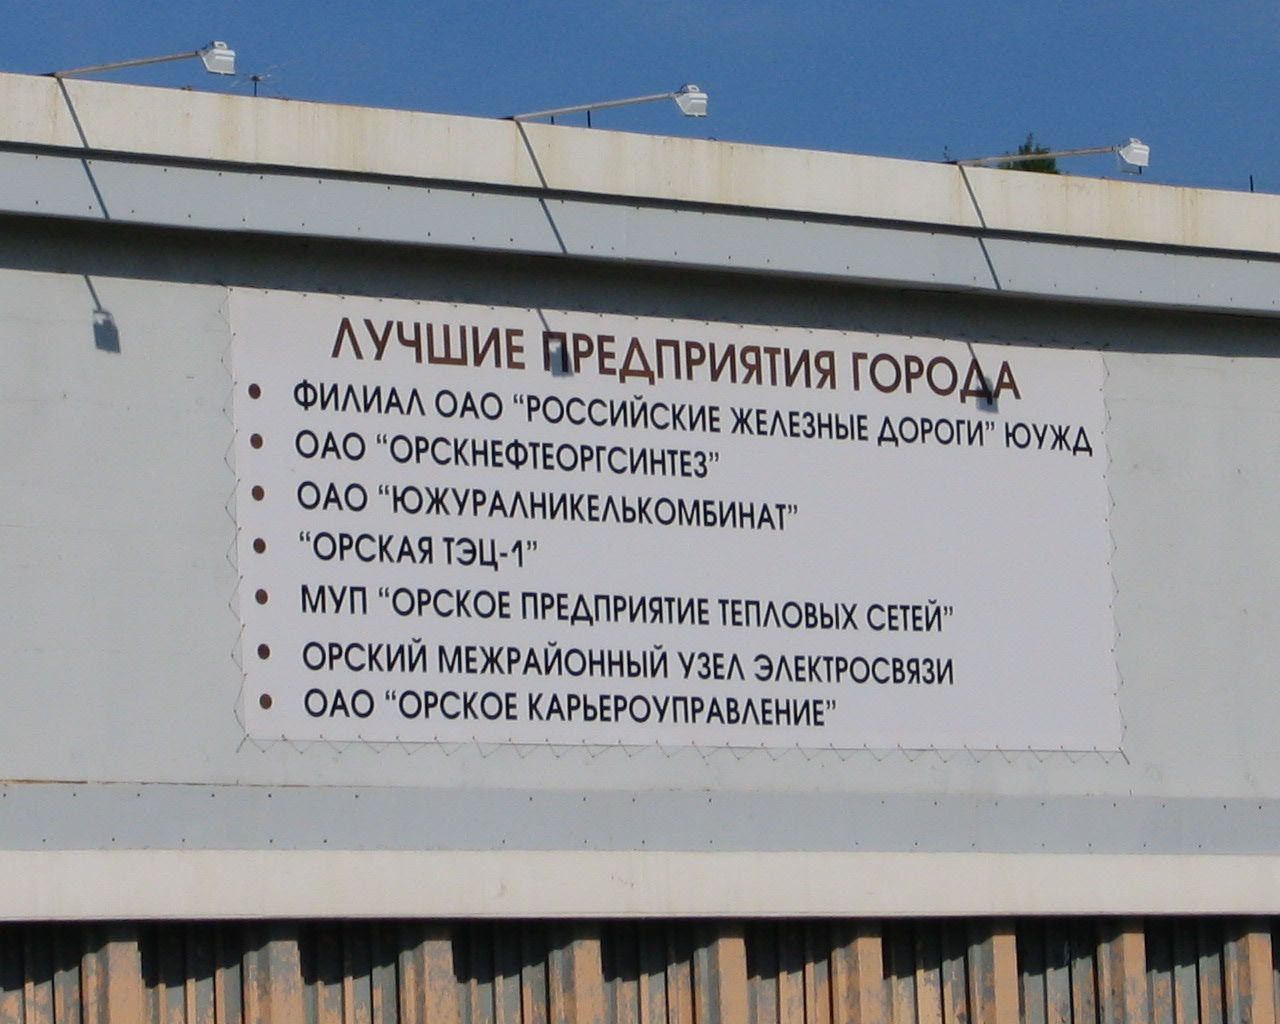 ЛУЧШИЕ ПРЕДПРИЯТИЯ ГОРОДА
• ФИЛИАЛ ОАО “РОССИЙСКИЕ ЖЕЛЕЗНЫЕ ДОРОГИ” ЮУЖД
• ОАО “ОРСКНЕФТЕОРГСИНТЕЗ”
• ОАО “ЮЖУРАЛНИКЕЛЬКОМБИНАТ”
• “ОРСКАЯ ТЭЦ-1”
• МУП “ОРСКОЕ ПРЕДПРИЯТИЕ ТЕПЛОВЫХ СЕТЕЙ”
• ОРСКИЙ МЕЖРАЙОННЫЙ УЗЕЛ ЭЛЕКТРОСВЯЗИ
• ОАО “ОРСКОЕ КАРЬЕРОУПРАВЛЕНИЕ”